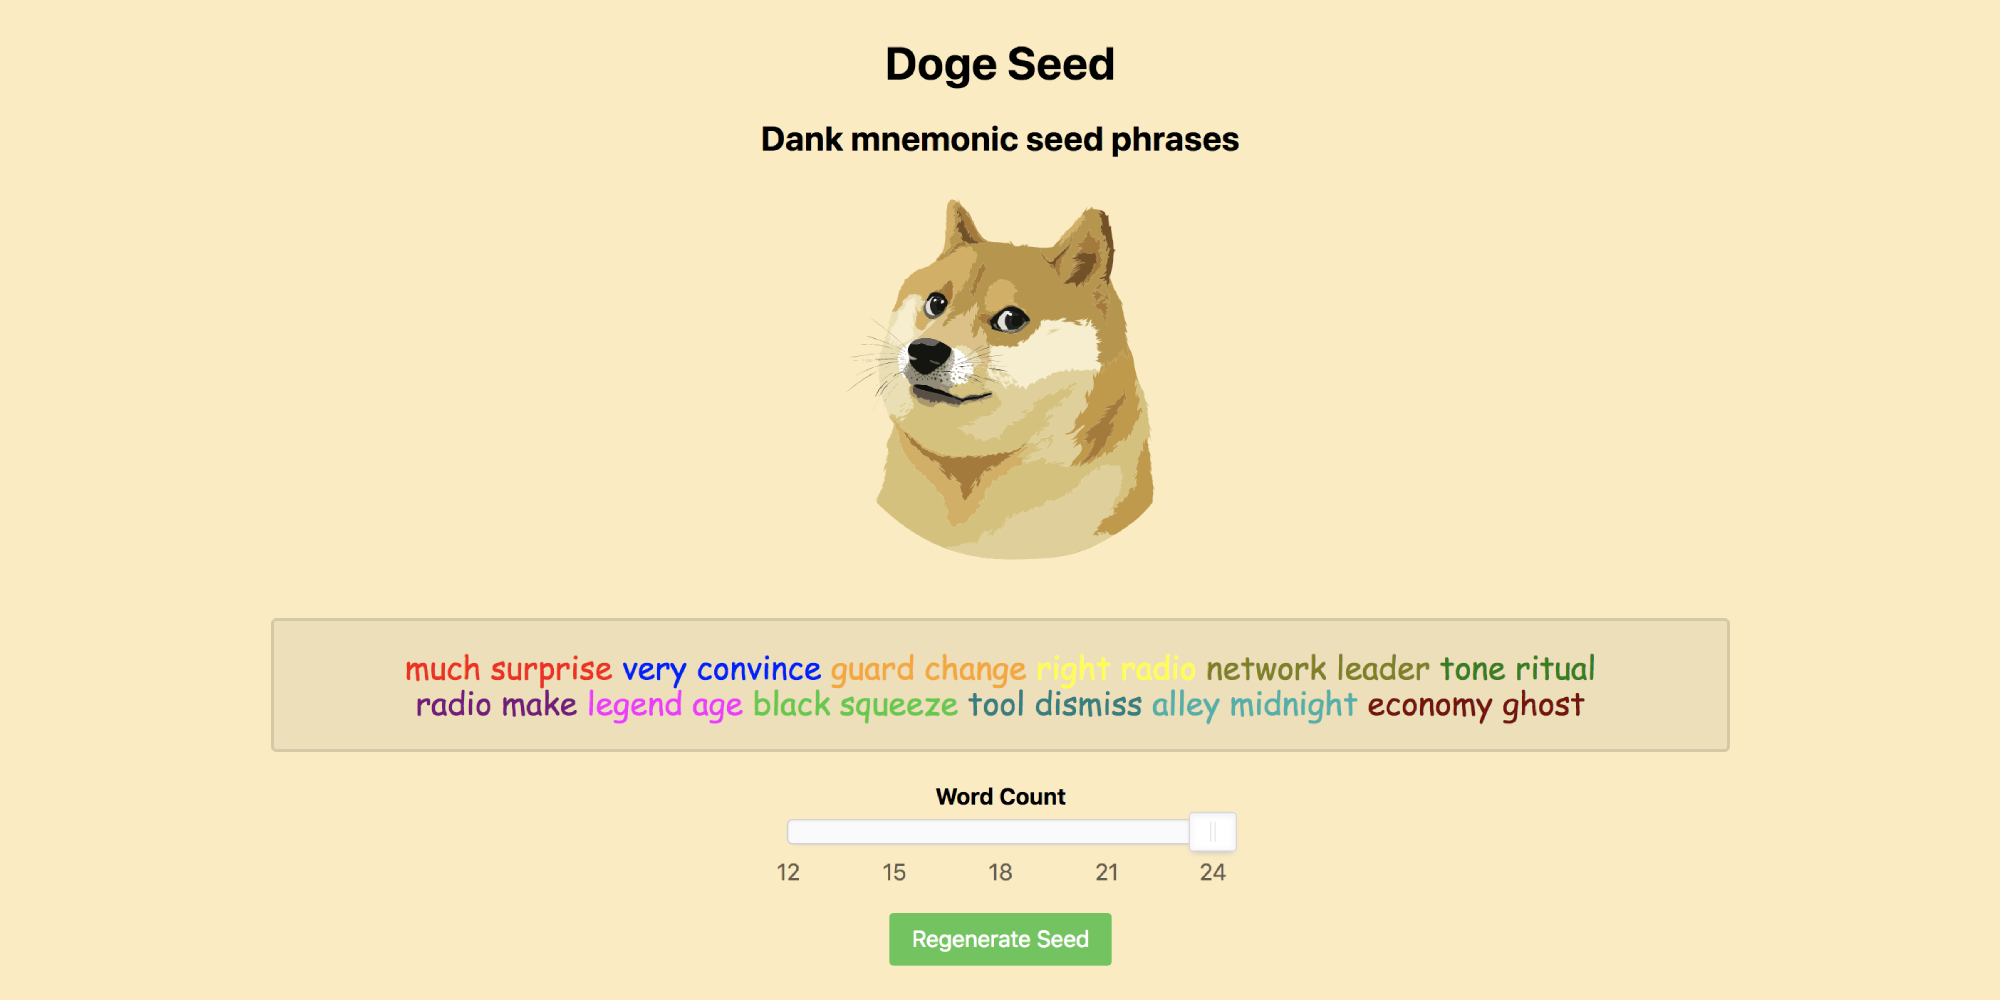 Doge Seed
Dank mnemonic seed phrases
much surprise very convince guard change right radio network leader tone ritual
radio make legend age black squeeze tool dismiss alley midnight economy ghost
Word Count
12 15 18 21 24
Regenerate Seed